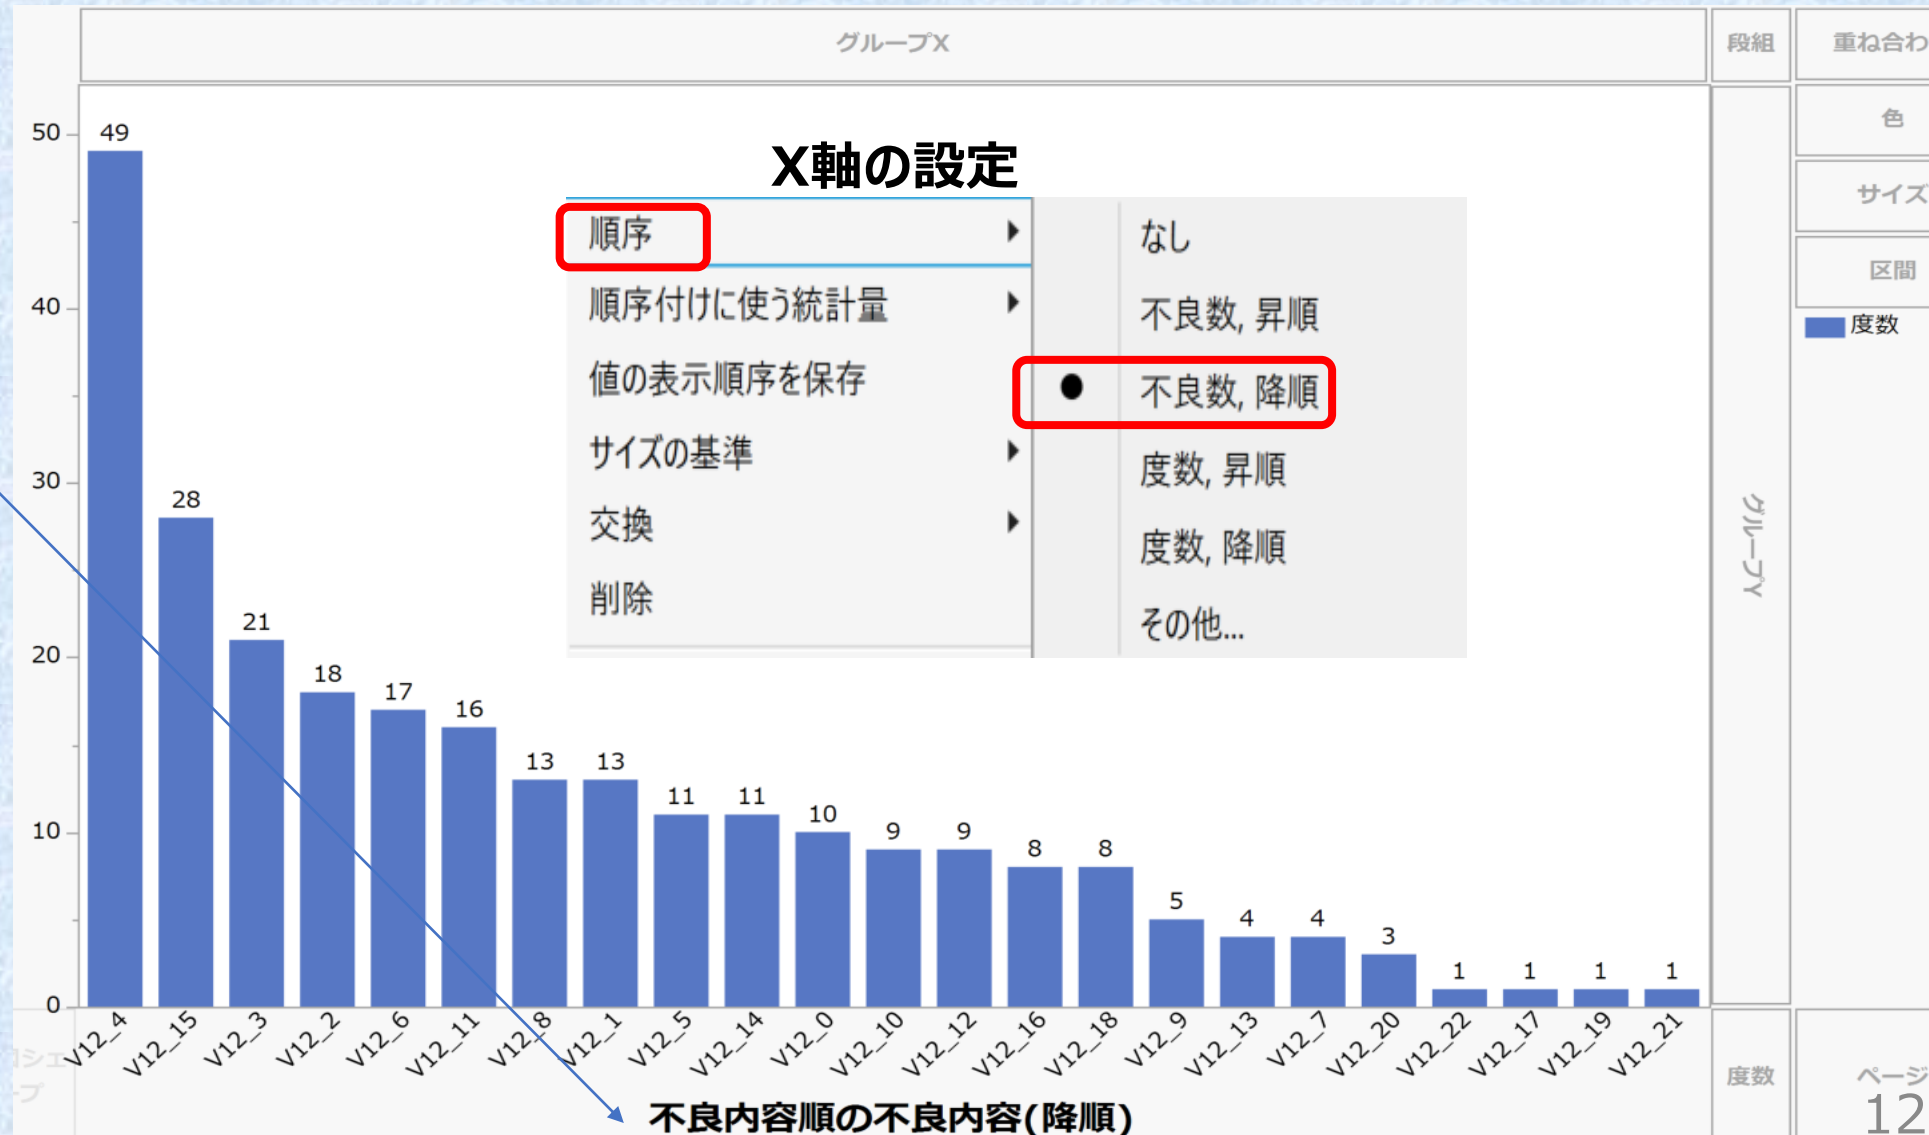 グループX
段組
重ね合わ
色
サイズ
区間
度数
X軸の設定
順序
順序付けに使う統計量
値の表示順序を保存
サイズの基準
交換
削除
なし
不良数, 昇順
不良数, 降順
度数, 昇順
度数, 降順
その他...
グループY
50
40
30
20
10
0
49
28
21
18
17
16
13
13
11
11
10
9
9
8
8
5
4
4
3
1
1
1
1
V12_4
V12_15
V12_3
V12_2
V12_6
V12_11
V12_8
V12_1
V12_5
V12_14
V12_0
V12_10
V12_12
V12_16
V12_18
V12_9
V12_13
V12_7
V12_20
V12_22
V12_17
V12_19
V12_21
シェ
プ
不良内容順の不良内容(降順)
度数
ページ
12